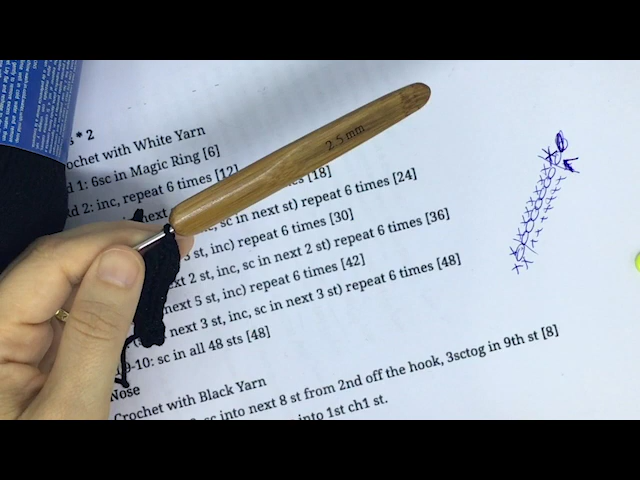 * 2
ochet with White Yarn
d 1: 6sc in Magic Ring [6]
d 2: inc, repeat 6 times [12]
times [18]
next sc in next st) repeat 6 times [24]
3 st, inc) repeat 6 times [30]
next 2 st, inc, sc in next 2 st) repeat 6 times [36]
next 5 st, inc) repeat 6 times [42]
next 3 st, inc, sc in next 3 st) repeat 6 times [48]
9-10: sc in all 48 sts [48]
Nose
Crochet with Black Yarn
sc into next 8 st from 2nd off the hook, 3sctog in 9th st [8]
into 1st ch1 st.
2.5 mm